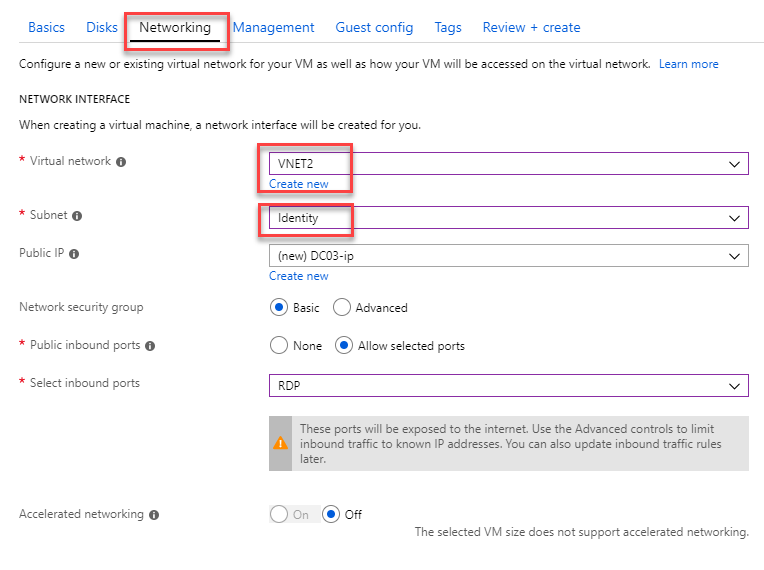 Basics Disks Networking Management Guest config Tags Review + create
Configure a new or existing virtual network for your VM as well as how your VM will be accessed on the virtual network. Learn more
NETWORK INTERFACE
When creating a virtual machine, a network interface will be created for you.
* Virtual network VNET2
Create new
* Subnet Identity
Public IP (new) DC03-ip
Create new
Network security group Basic Advanced
* Public inbound ports None Allow selected ports
* Select inbound ports RDP
These ports will be exposed to the internet. Use the Advanced controls to limit
inbound traffic to known IP addresses. You can also update inbound traffic rules
later.
Accelerated networking On Off
The selected VM size does not support accelerated networking.